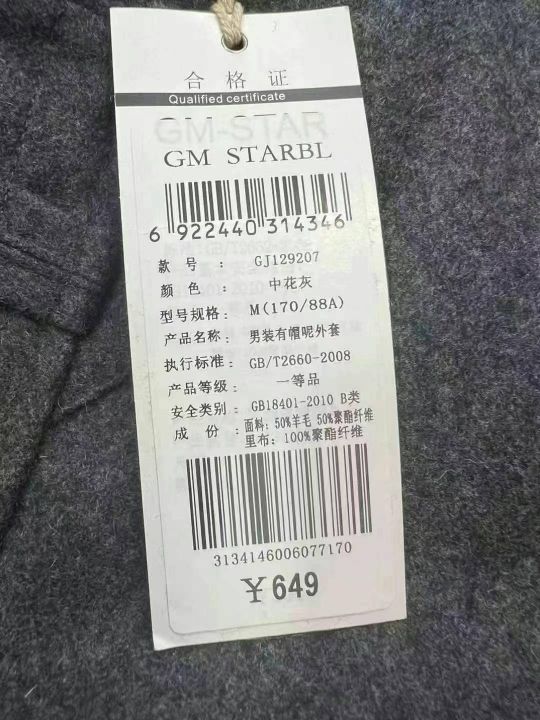 合格证
Qualified certificate
GM-STAR
GM STARBL
6 922440 314346
款号: GJ129207
颜色: 中花灰
型号规格: M(170/88A)
产品名称: 男装有帽呢外套
执行标准: GB/T2660-2008
产品等级: 一等品
安全类别: GB18401-2010 B类
成份: 面料: 50%羊毛 50%聚酯纤维
里布: 100%聚酯纤维
3134146006077170
¥649